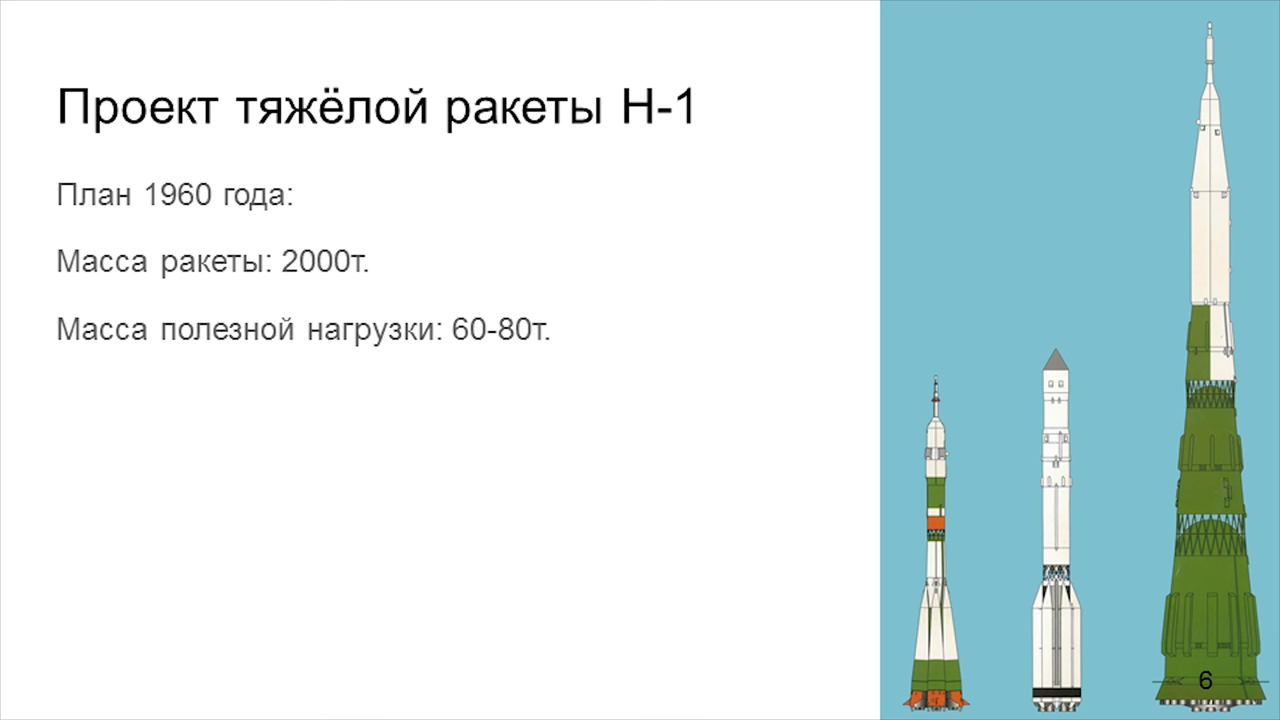 Проект тяжёлой ракеты Н-1
План 1960 года:
Масса ракеты: 2000т.
Масса полезной нагрузки: 60-80т.
6